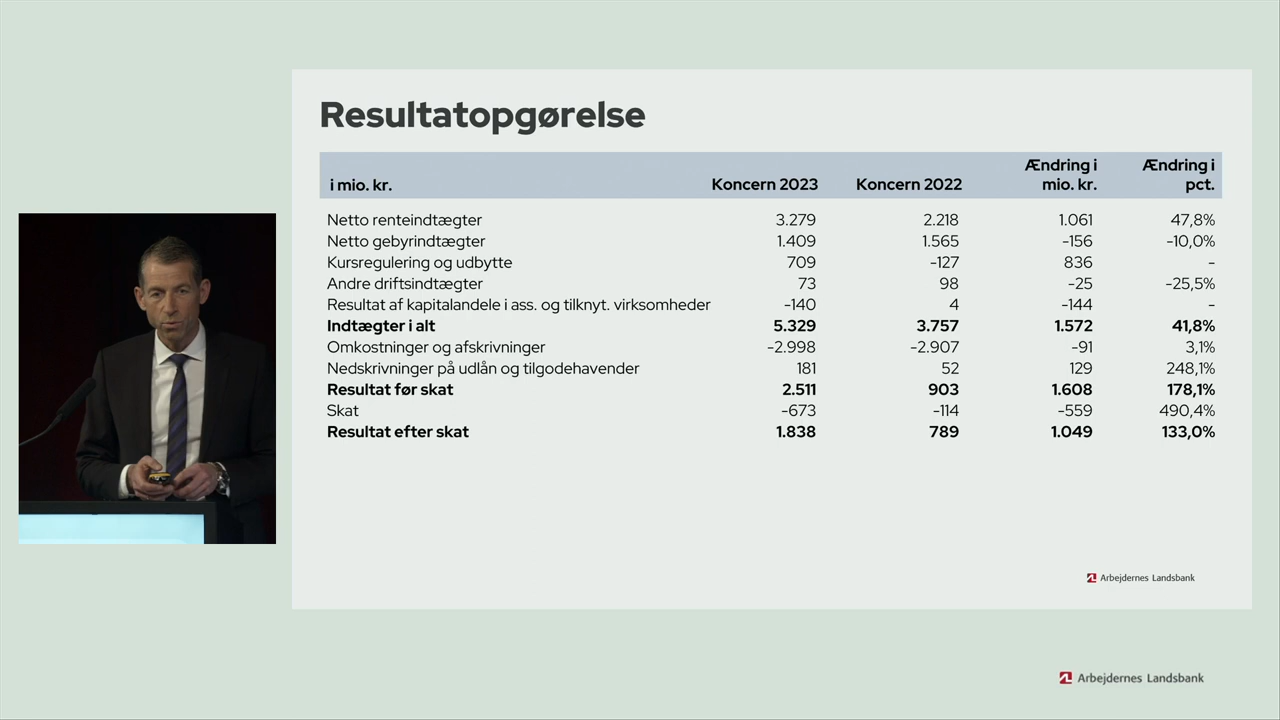 Resultatopgørelse
i mio. kr. Koncern 2023 Koncern 2022 Ændring i mio. kr. Ændring i pct.
Netto renteindtægter 3.279 2.218 1.061 47,8%
Netto gebyrindtægter 1.409 1.565 -156 -10,0%
Kursregulering og udbytte 709 -127 836 -
Andre driftsindtægter 73 98 -25 -25,5%
Resultat af kapitalandele i ass. og tilknyt. virksomheder -140 4 -144 -
Indtægter i alt 5.329 3.757 1.572 41,8%
Omkostninger og afskrivninger -2.998 -2.907 -91 3,1%
Nedskrivninger på udlån og tilgodehavender 181 52 129 248,1%
Resultat før skat 2.511 903 1.608 178,1%
Skat -673 -114 -559 490,4%
Resultat efter skat 1.838 789 1.049 133,0%
Arbejdernes Landsbank
Arbejdernes Landsbank